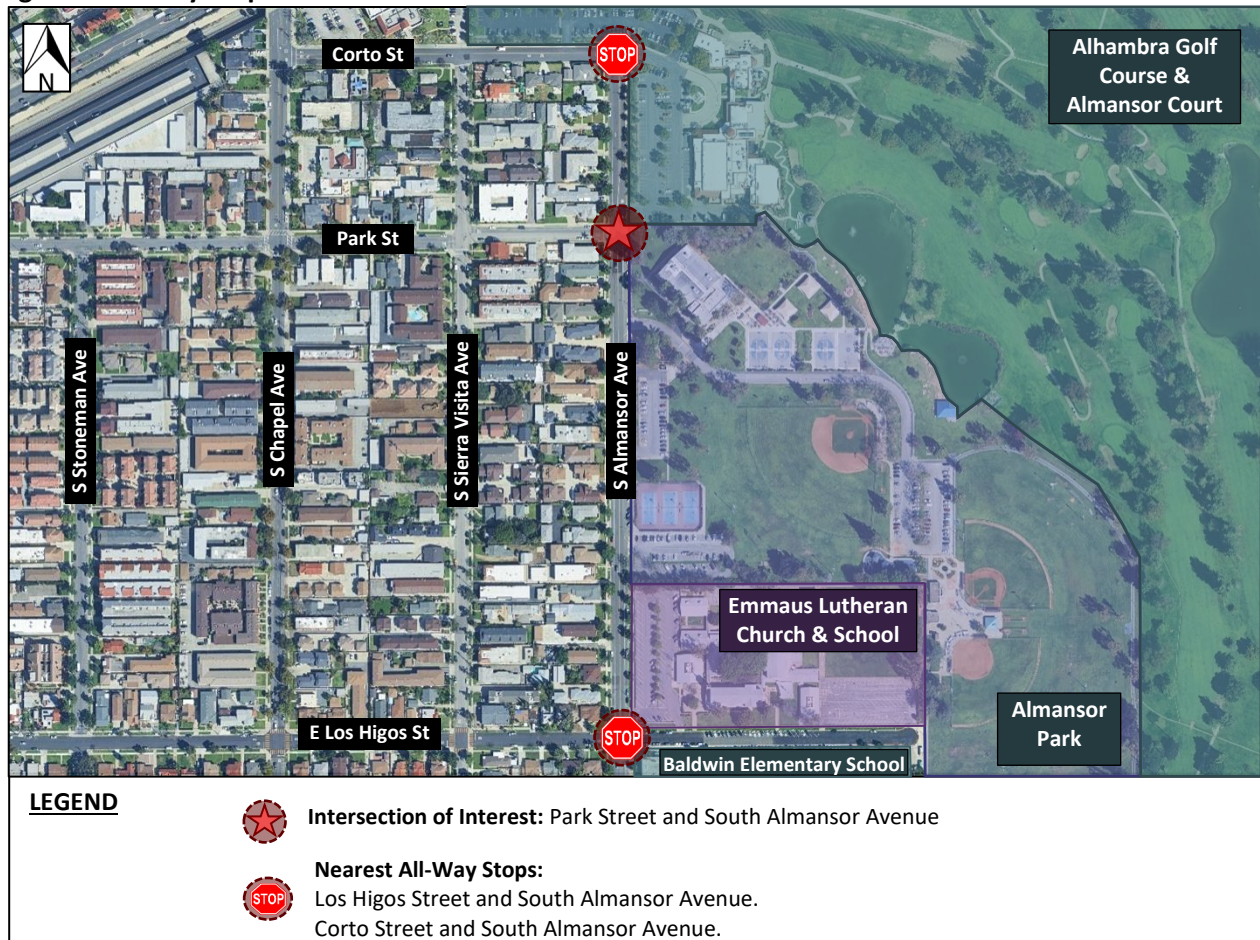 N
Corto St
STOP
Alhambra Golf
Course &
Almansor Court
Park St
S Stoneman Ave
S Chapel Ave
S Sierra Visita Ave
S Almansor Ave
Emmaus Lutheran
Church & School
E Los Higos St
STOP
Almansor
Park
Baldwin Elementary School
LEGEND
Intersection of Interest: Park Street and South Almansor Avenue
Nearest All-Way Stops:
STOP
Los Higos Street and South Almansor Avenue.
Corto Street and South Almansor Avenue.